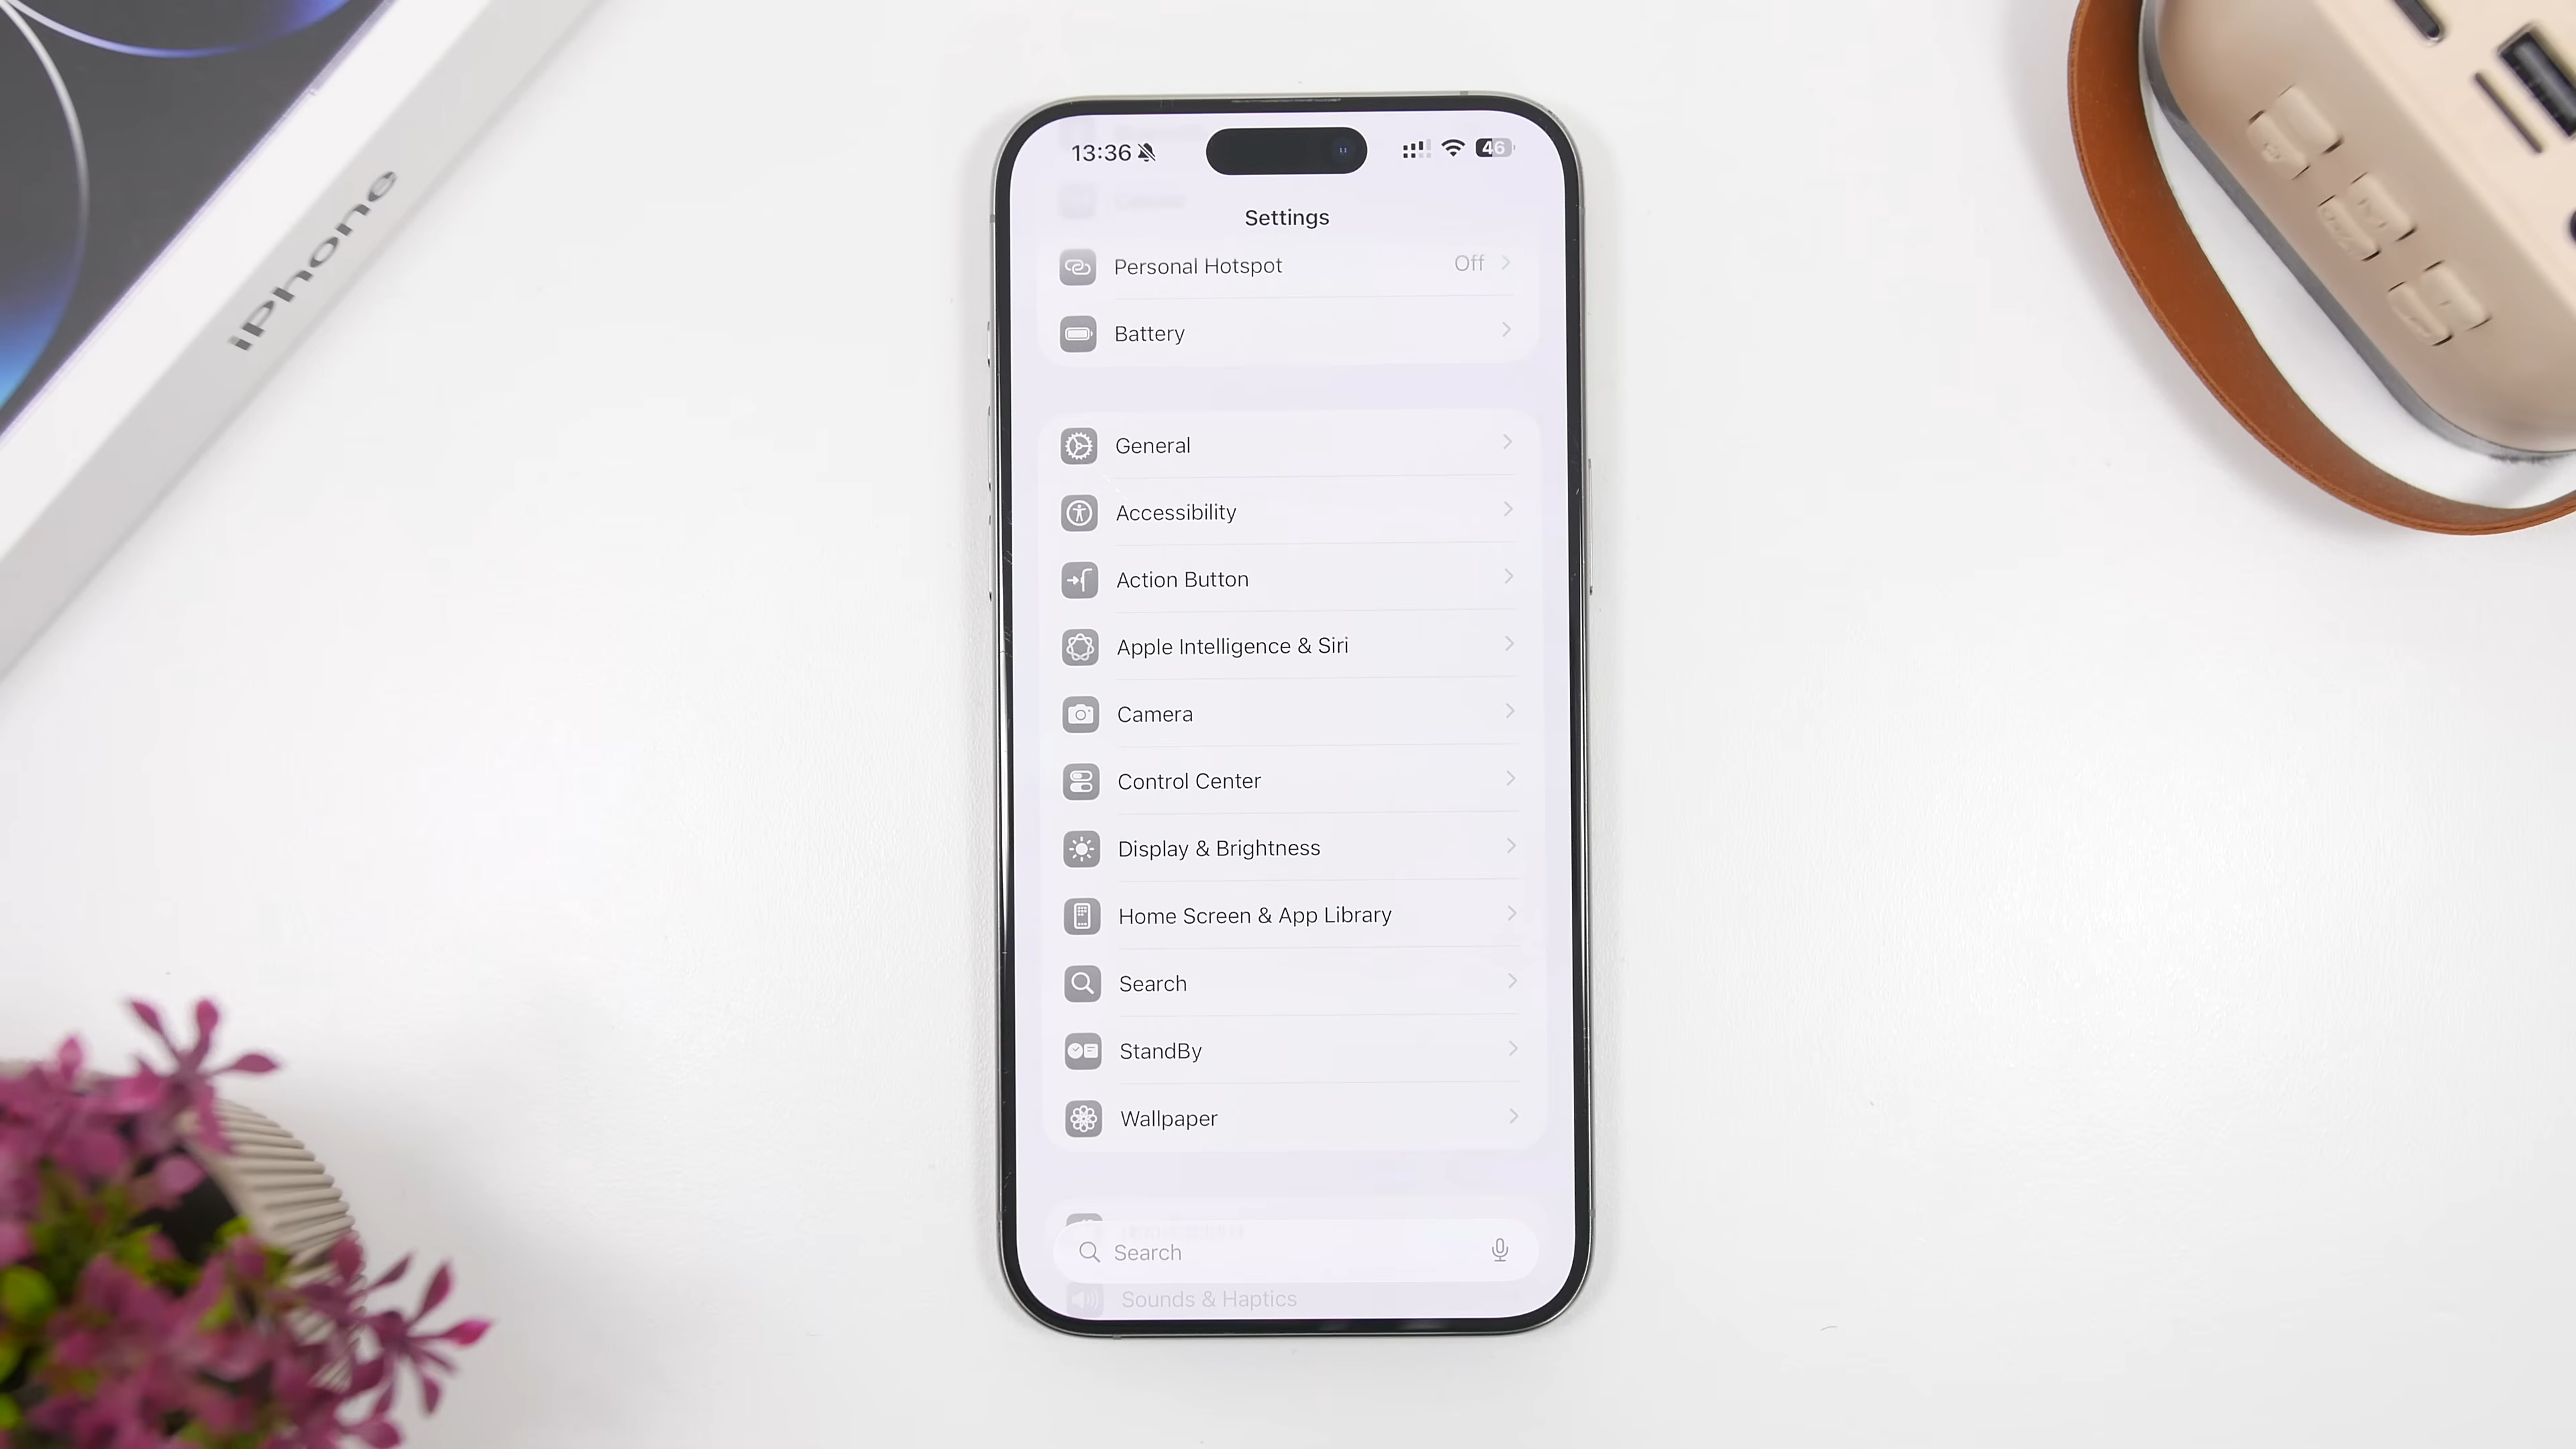 iPhone
13:36
46
Settings
Personal Hotspot Off
Battery
General
Accessibility
Action Button
Apple Intelligence & Siri
Camera
Control Center
Display & Brightness
Home Screen & App Library
Search
StandBy
Wallpaper
Search
Sounds & Haptics